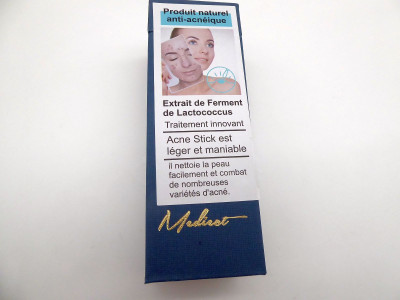 Produit naturel
anti-acnéique
Extrait de Ferment
de Lactococcus
Traitement innovant
Acne Stick est
léger et maniable
il nettoie la peau
facilement et combat
de nombreuses
variétés d'acné.
Mediact